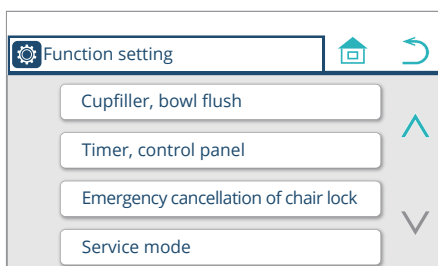 Function setting
Cupfiller, bowl flush
Timer, control panel
Emergency cancellation of chair lock
Service mode